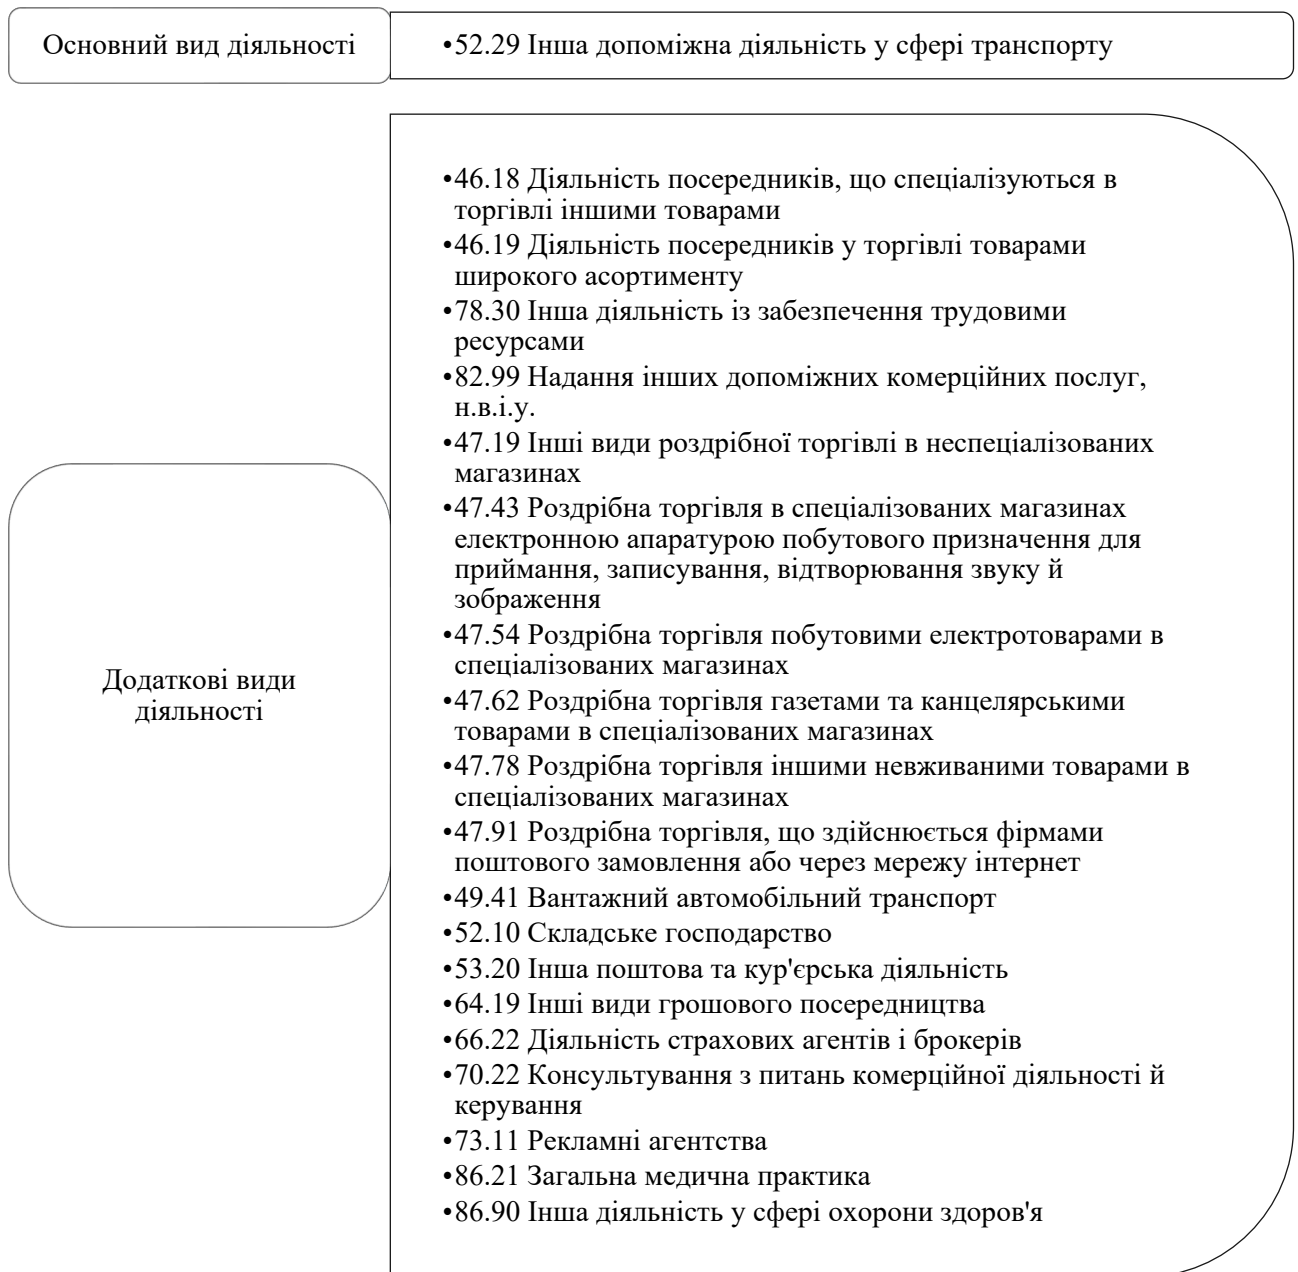 Основний вид діяльності
•52.29 Інша допоміжна діяльність у сфері транспорту
Додаткові види
діяльності
•46.18 Діяльність посередників, що спеціалізуються в
торгівлі іншими товарами
•46.19 Діяльність посередників у торгівлі товарами
широкого асортименту
•78.30 Інша діяльність із забезпечення трудовими
ресурсами
•82.99 Надання інших допоміжних комерційних послуг,
н.в.і.у.
•47.19 Інші види роздрібної торгівлі в неспеціалізованих
магазинах
•47.43 Роздрібна торгівля в спеціалізованих магазинах
електронною апаратурою побутового призначення для
приймання, записування, відтворювання звуку й
зображення
•47.54 Роздрібна торгівля побутовими електротоварами в
спеціалізованих магазинах
•47.62 Роздрібна торгівля газетами та канцелярськими
товарами в спеціалізованих магазинах
•47.78 Роздрібна торгівля іншими невживаними товарами в
спеціалізованих магазинах
•47.91 Роздрібна торгівля, що здійснюється фірмами
поштового замовлення або через мережу інтернет
•49.41 Вантажний автомобільний транспорт
•52.10 Складське господарство
•53.20 Інша поштова та кур'єрська діяльність
•64.19 Інші види грошового посередництва
•66.22 Діяльність страхових агентів і брокерів
•70.22 Консультування з питань комерційної діяльності й
керування
•73.11 Рекламні агентства
•86.21 Загальна медична практика
•86.90 Інша діяльність у сфері охорони здоров'я